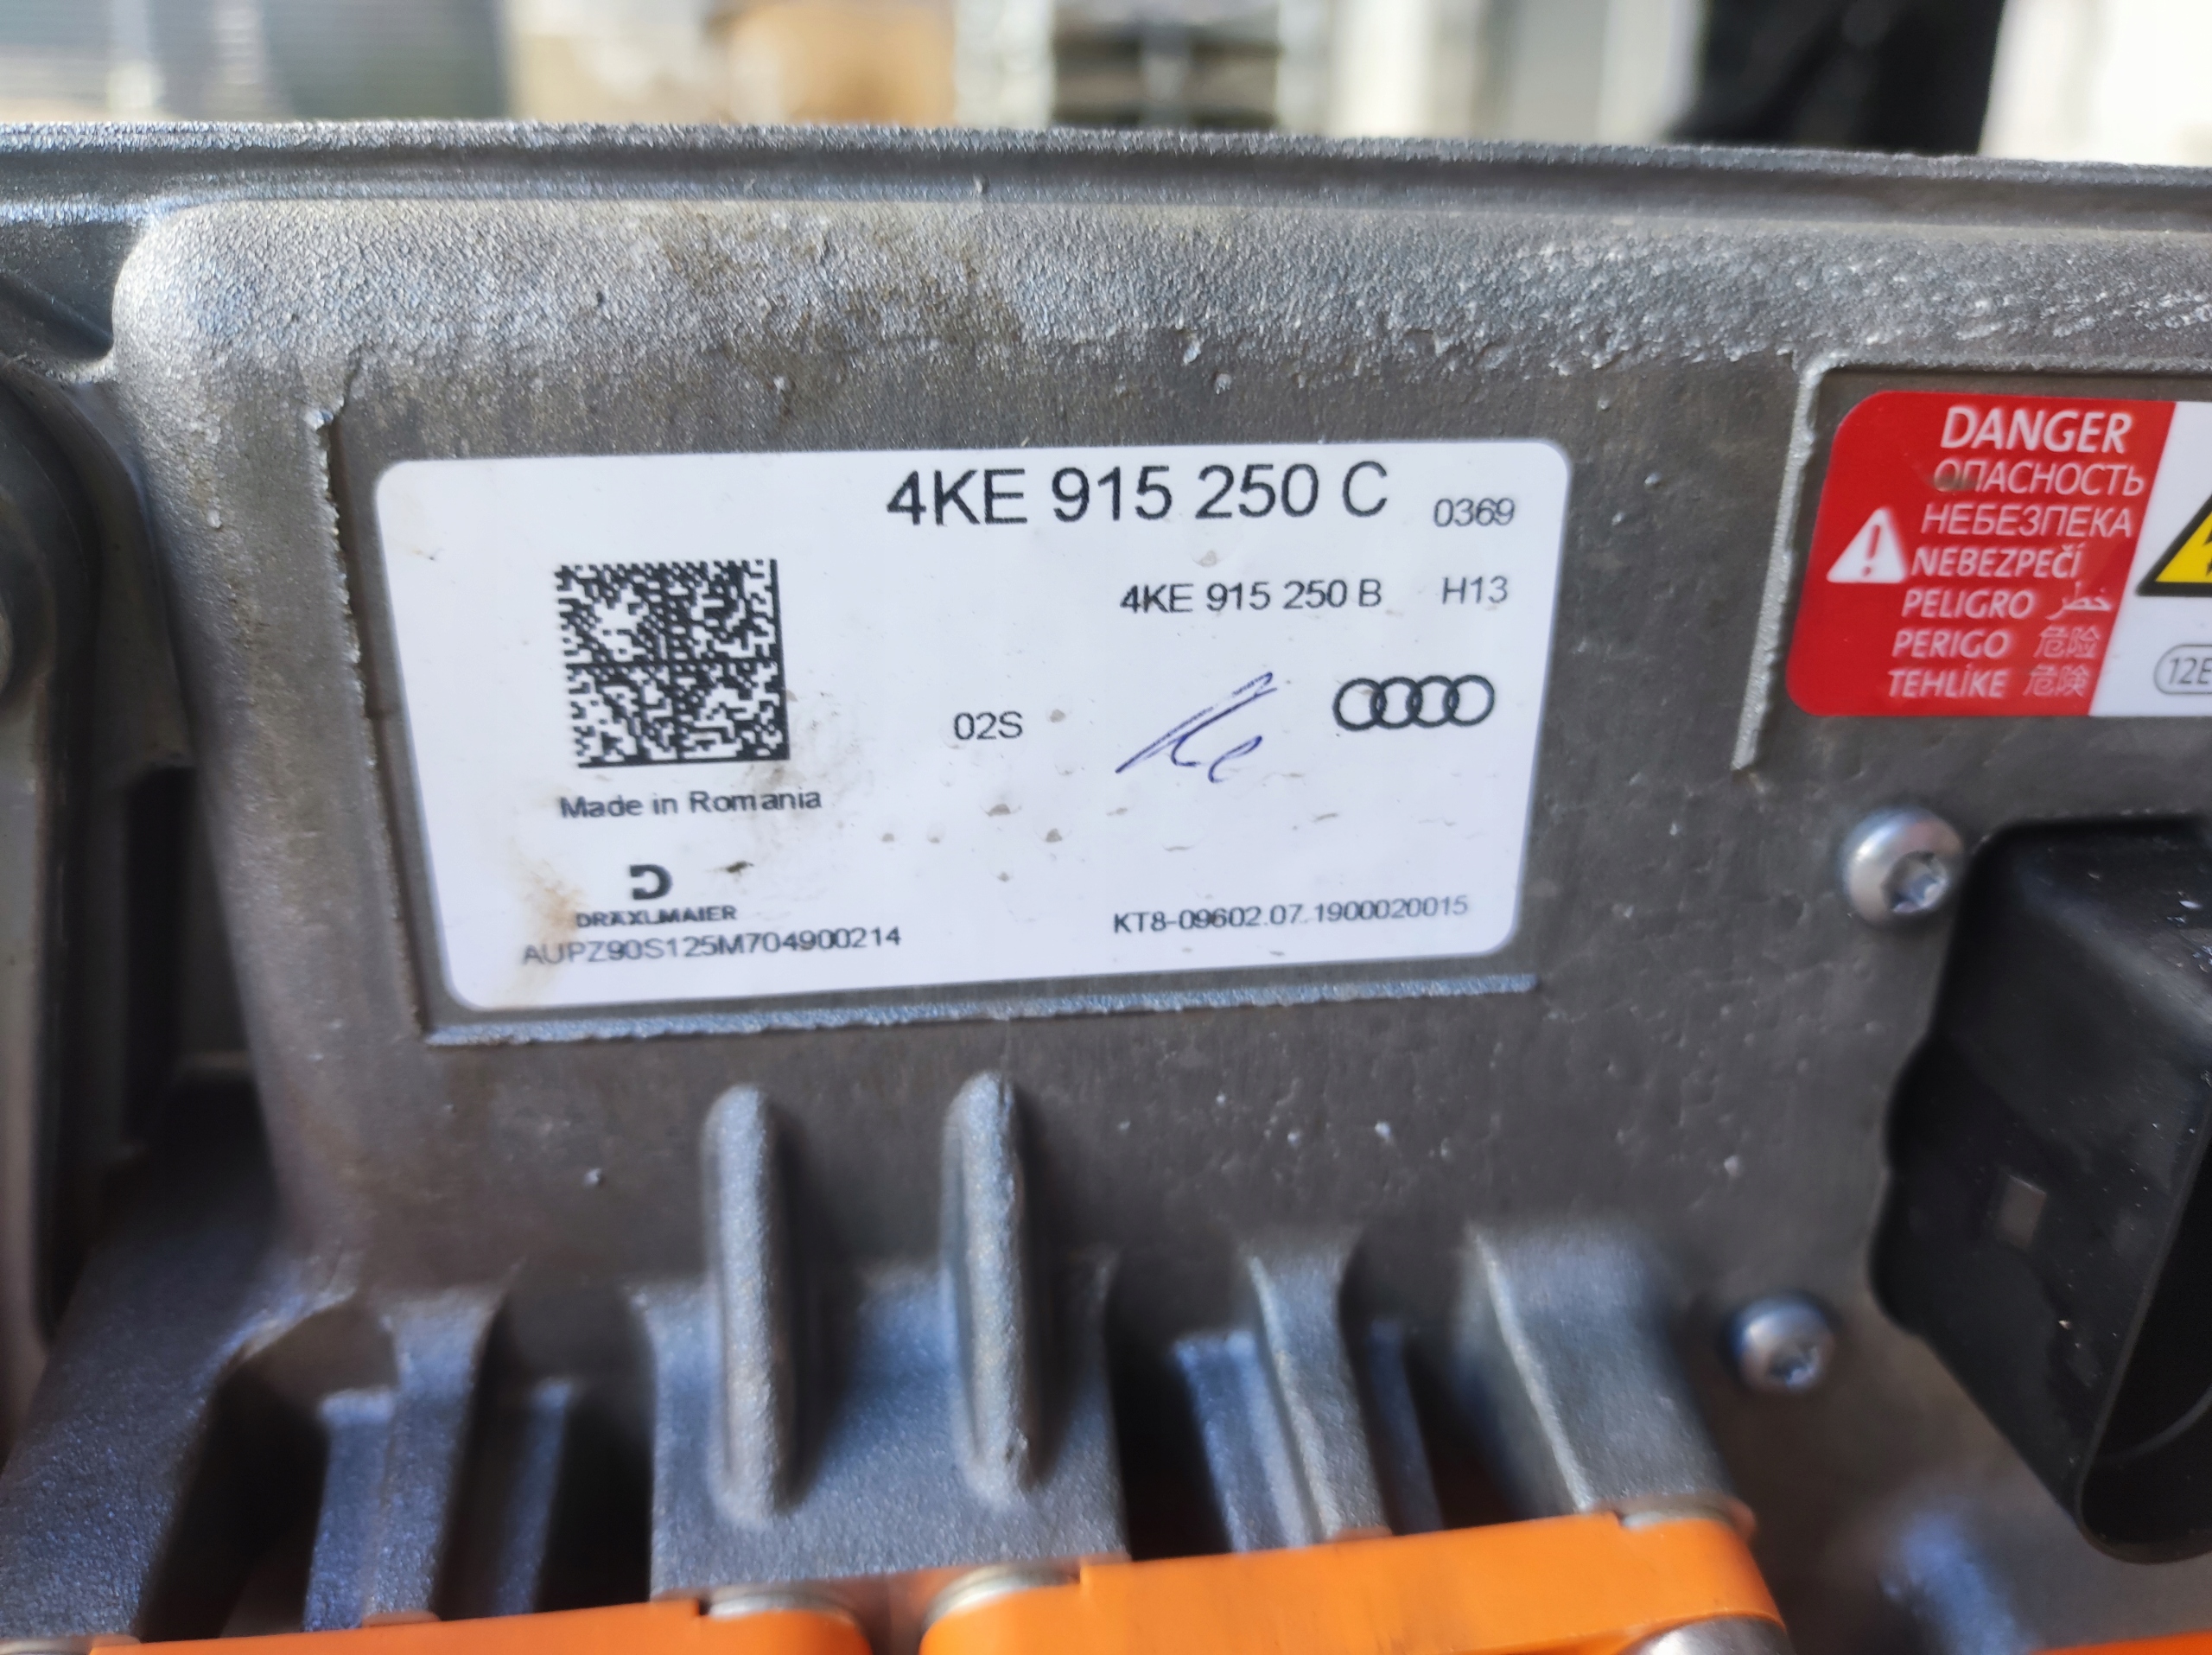 4KE 915 250 C 0369
4KE 915 250 B H13
02S
Made in Romania
DRÄXLMAIER
AUPZ90S125M704900214
KT8-09602.07.1900020015
DANGER
ОПАСНОСТЬ
НЕБЕЗПЕКА
NEBEZPEČÍ
PELIGRO خطر
PERIGO 危险
TEHLİKE 危険
12E